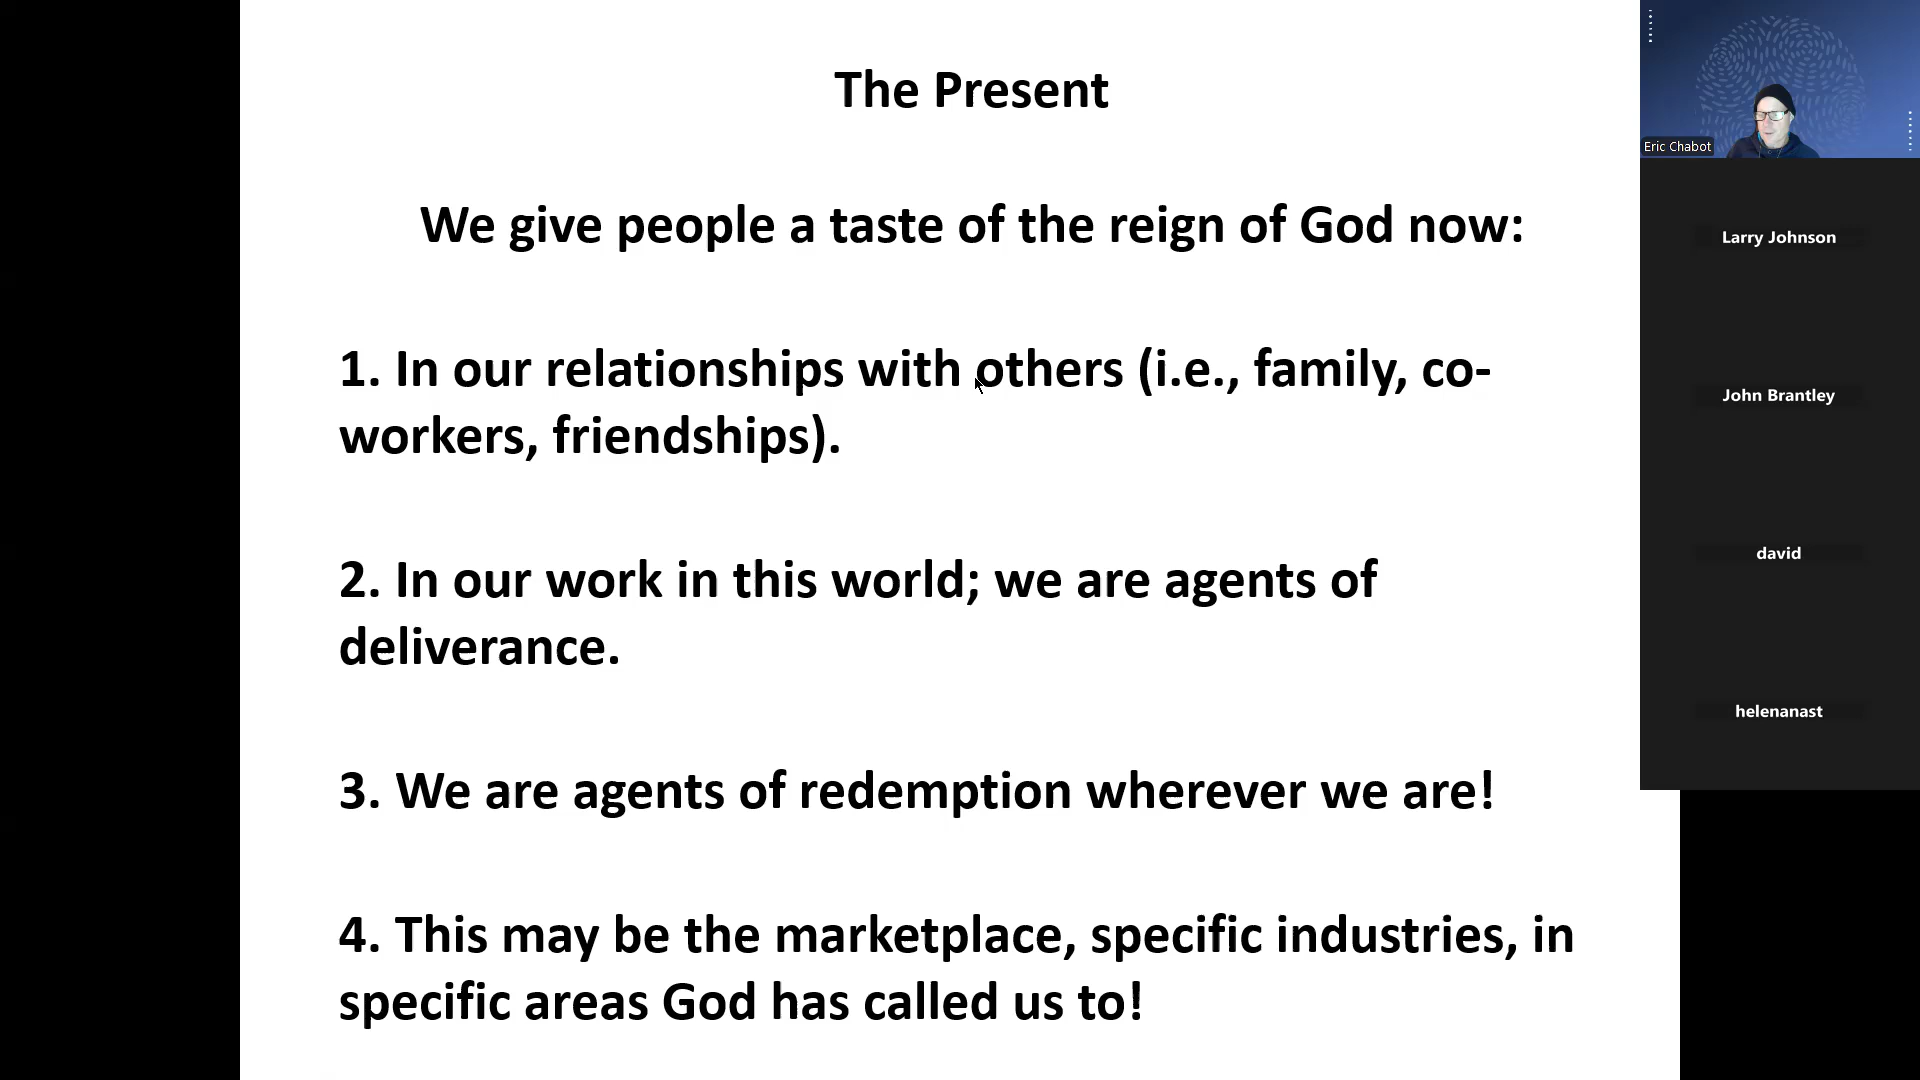 The Present
We give people a taste of the reign of God now:
1. In our relationships with others (i.e., family, co-
workers, friendships).
2. In our work in this world; we are agents of
deliverance.
3. We are agents of redemption wherever we are!
4. This may be the marketplace, specific industries, in
specific areas God has called us to!
Eric Chabot
Larry Johnson
John Brantley
david
helenanast